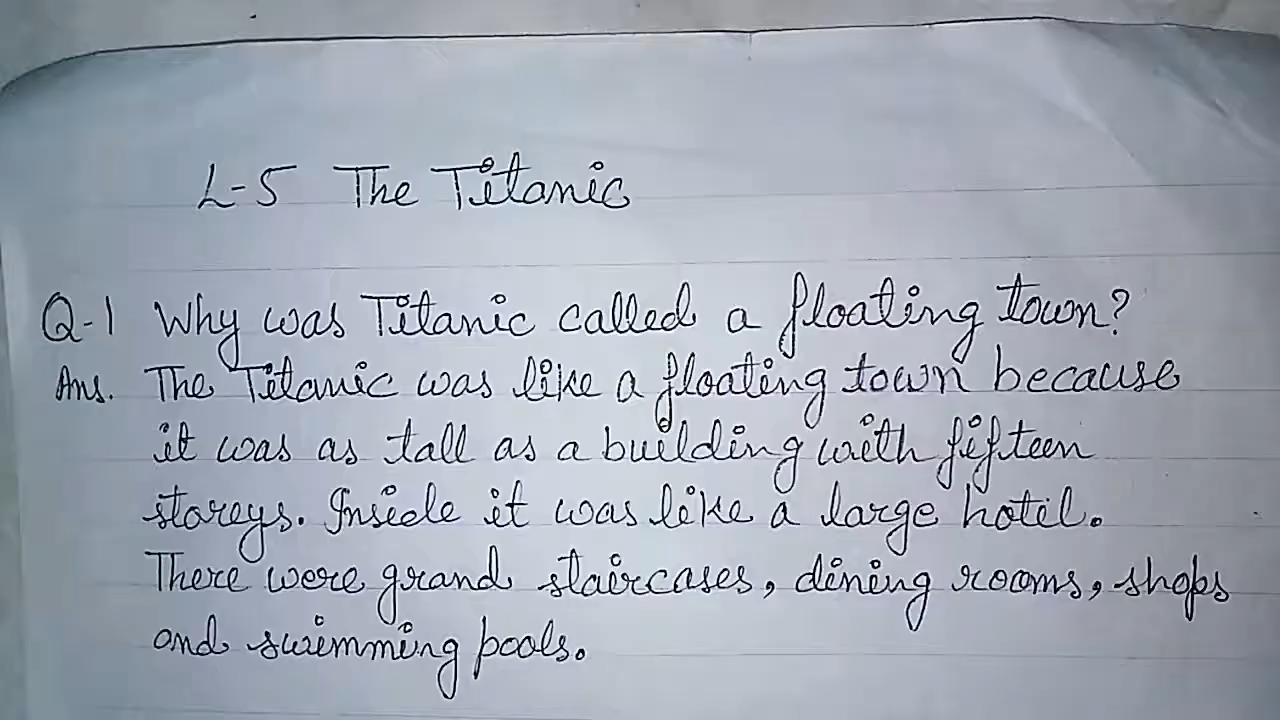 L-5 The Titanic
Q-1 Why was Titanic called a floating town?
Ans. The Titanic was like a floating town because
it was as tall as a building with fifteen
storeys. Inside it was like a large hotel.
There were grand staircases, dining rooms, shops
and swimming pools.